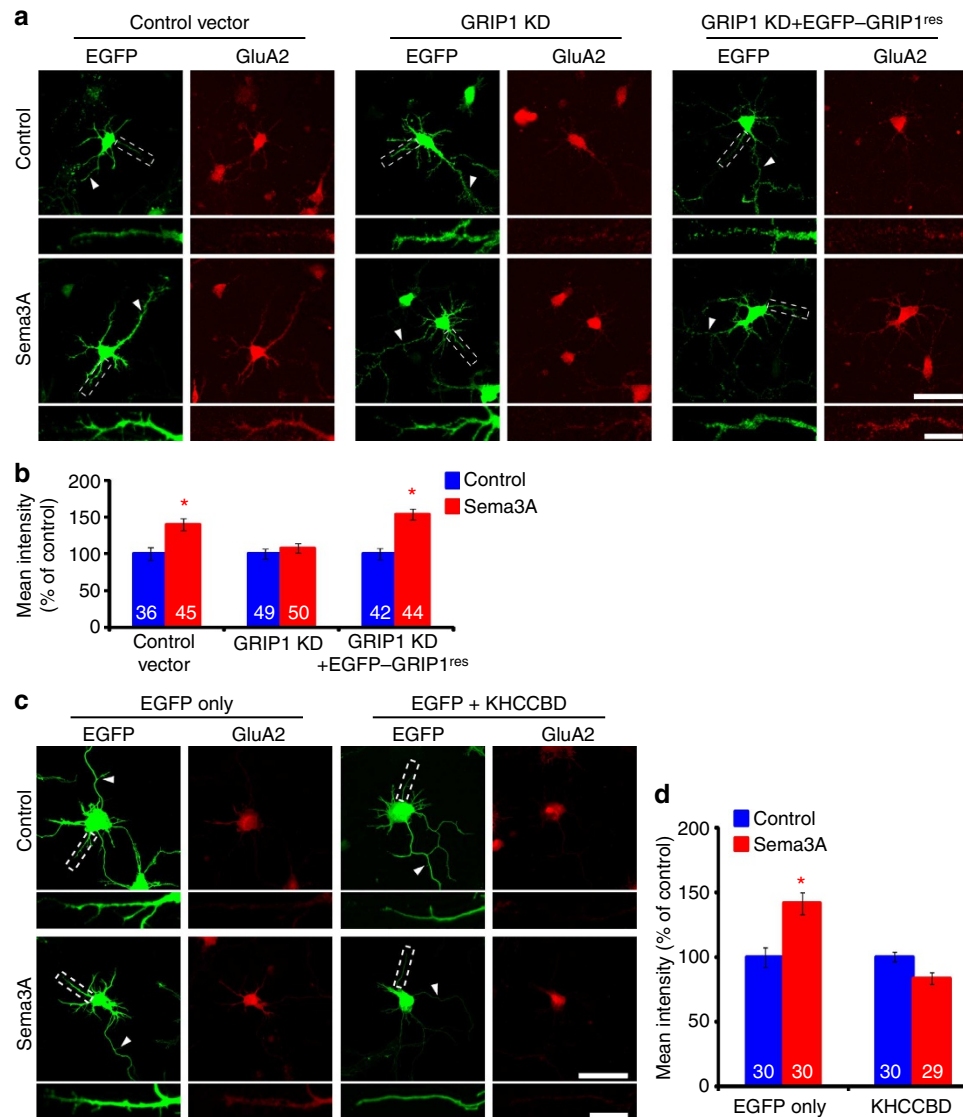 a
Control vector
GRIP1 KD
GRIP1 KD+EGFP–GRIP1res
EGFP
GluA2
EGFP
GluA2
EGFP
GluA2
Control
Sema3A
b
Mean intensity
(% of control)
200
150
100
50
0
Control
Sema3A
36
45
49
50
42
44
Control
vector
GRIP1 KD
GRIP1 KD
+EGFP–GRIP1res
c
EGFP only
EGFP + KHCCBD
EGFP
GluA2
EGFP
GluA2
Control
Sema3A
d
Control
Sema3A
Mean intensity (% of control)
200
150
100
50
0
30
30
30
29
EGFP only
KHCCBD
*
*
*